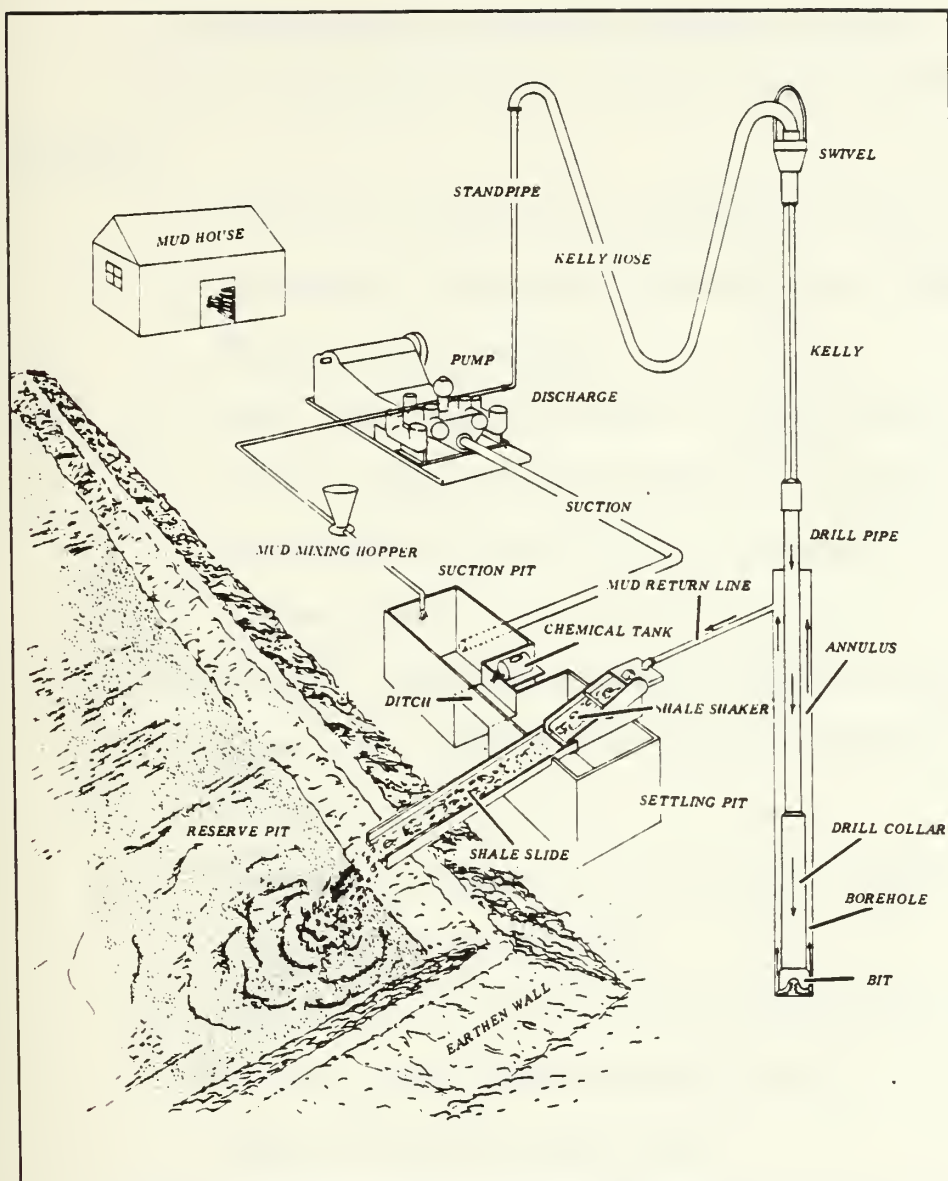 SWIVEL
STANDPIPE
MUD HOUSE
KELLY HOSE
KELLY
PUMP
DISCHARGE
SUCTION
DRILL PIPE
MUD MIXING HOPPER
SUCTION PIT
MUD RETURN LINE
CHEMICAL TANK
ANNULUS
DITCH
SHALE SHAKER
SETTLING PIT
RESERVE PIT
DRILL COLLAR
SHALE SLIDE
BOREHOLE
BIT
EARTHEN WALL